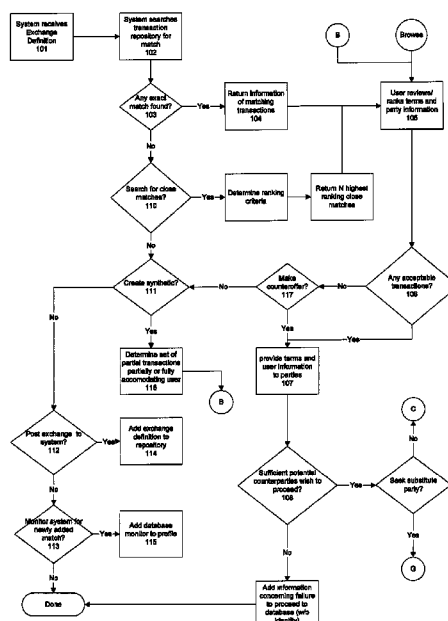 System receives
Exchange
Definition
101
System searches
transaction
repository
for match
102
B
Browse
Any exact
match found?
103
Yes
Return information
of matching
transactions
104
User reviews/
ranks terms and
party information
105
No
Search for close
matches?
110
Yes
Determine ranking
criteria
Return N highest
ranking close
matches
No
Create synthetic?
111
No
Make
counteroffer?
117
No
Any acceptable
transactions?
106
No
Yes
Yes
Yes
Determine set of
partial transactions
partially or fully
accomodating user
116
provide terms and
user information
to parties
107
B
C
No
Post exchange to
system?
112
Yes
Add exchange
definition to
repository
114
Sufficient potential
counterparties wish to
proceed?
108
Yes
Seek substitute
party?
No
Yes
Monitor system for
newly added
match?
113
Yes
Add database
monitor to profile
115
No
G
No
Done
Add information
concerning failure
to proceed to
database (w/o
identity)